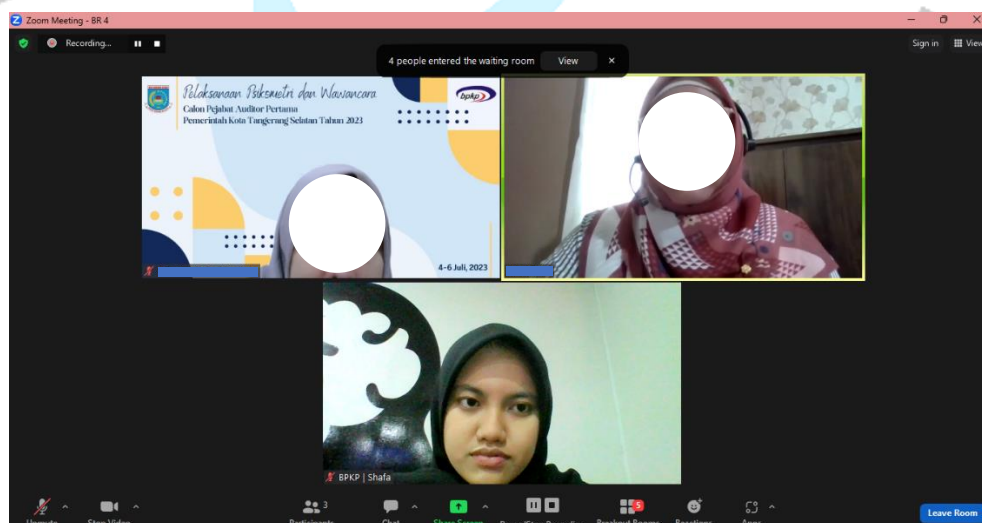 Zoom Meeting - BR 4
Recording...
Sign in
View
4 people entered the waiting room
View
Pelaksanaan Psikometri dan Wawancara
Calon Pejabat Auditor Pertama
Pemerintah Kota Tangerang Selatan Tahun 2023
bpkp
4-6 Juli, 2023
BPKP | Shafa
Unmute
Stop Video
3
Participants
Chat
Share Screen
5
Breakout Rooms
Reactions
Apps
Leave Room